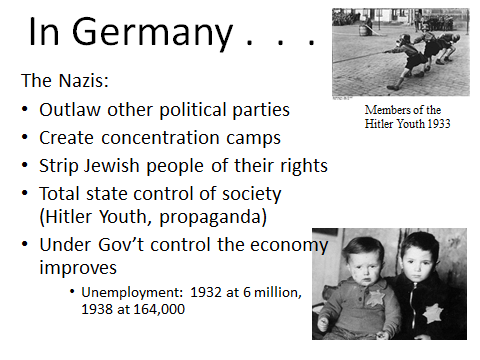 In Germany . . .
Members of the
Hitler Youth 1933
The Nazis:
• Outlaw other political parties
• Create concentration camps
• Strip Jewish people of their rights
• Total state control of society
(Hitler Youth, propaganda)
• Under Gov't control the economy
improves
• Unemployment: 1932 at 6 million,
1938 at 164,000